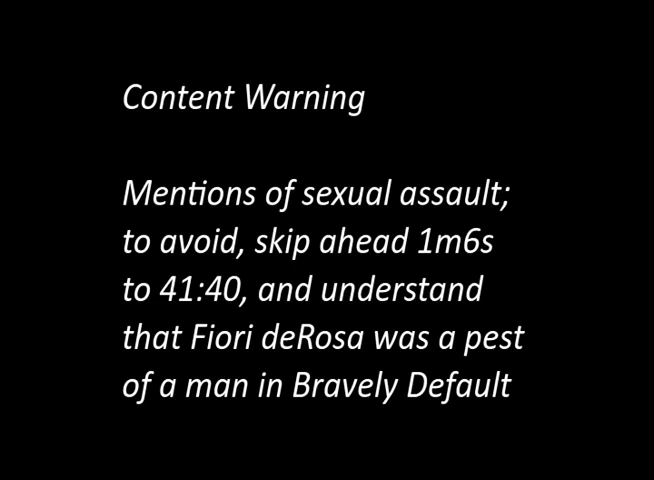 Content Warning
Mentions of sexual assault;
to avoid, skip ahead 1m6s
to 41:40, and understand
that Fiori deRosa was a pest
of a man in Bravely Default